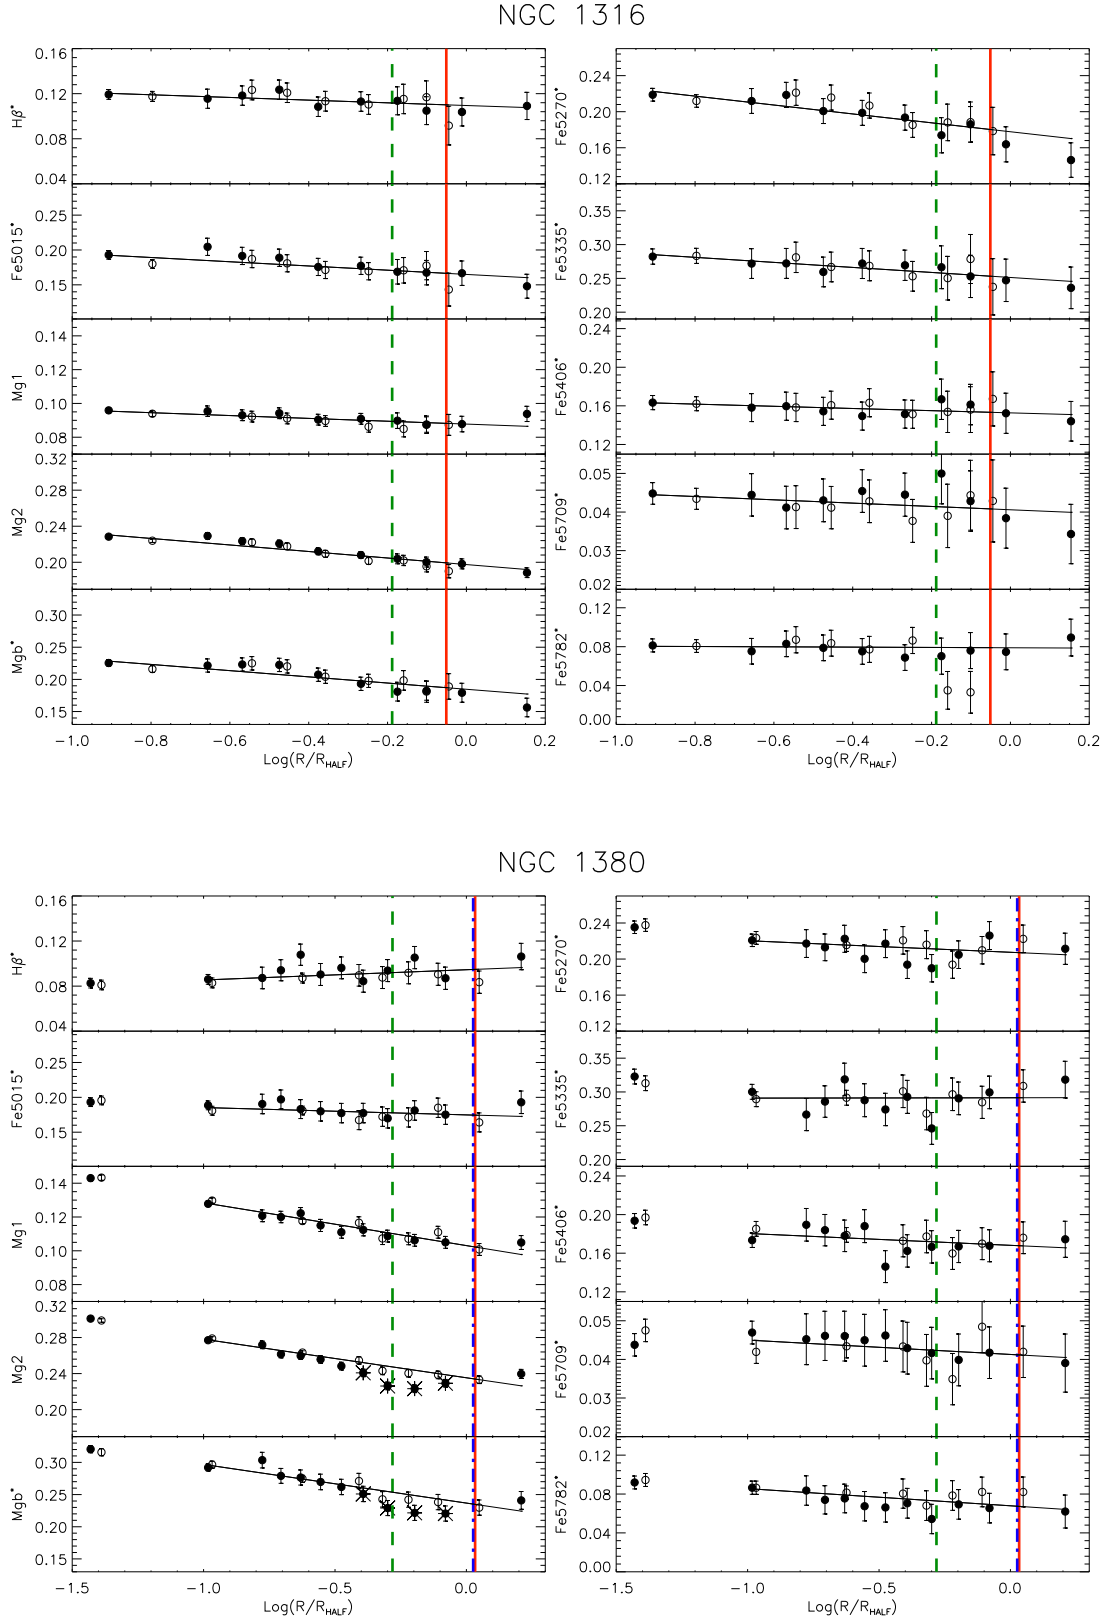 NGC 1316
0.16
0.12
0.08
0.04
Hβ*
0.25
0.20
0.15
Fe5015*
0.14
0.12
0.10
0.08
Mg1
0.32
0.28
0.24
0.20
Mg2
0.30
0.25
0.20
0.15
Mgb*
−1.0 −0.8 −0.6 −0.4 −0.2 0.0 0.2
Log(R/R_HALF)
0.24
0.20
0.16
0.12
Fe5270*
0.35
0.30
0.25
0.20
Fe5335*
0.24
0.20
0.16
0.12
Fe5406*
0.05
0.04
0.03
0.02
Fe5709*
0.12
0.08
0.04
0.00
Fe5782*
−1.0 −0.8 −0.6 −0.4 −0.2 0.0 0.2
Log(R/R_HALF)
NGC 1380
0.16
0.12
0.08
0.04
Hβ*
0.25
0.20
0.15
Fe5015*
0.14
0.12
0.10
0.08
Mg1
0.32
0.28
0.24
0.20
Mg2
0.30
0.25
0.20
0.15
Mgb*
−1.5 −1.0 −0.5 0.0
Log(R/R_HALF)
0.24
0.20
0.16
0.12
Fe5270*
0.35
0.30
0.25
0.20
Fe5335*
0.24
0.20
0.16
0.12
Fe5406*
0.05
0.04
0.03
0.02
Fe5709*
0.12
0.08
0.04
0.00
Fe5782*
−1.5 −1.0 −0.5 0.0
Log(R/R_HALF)